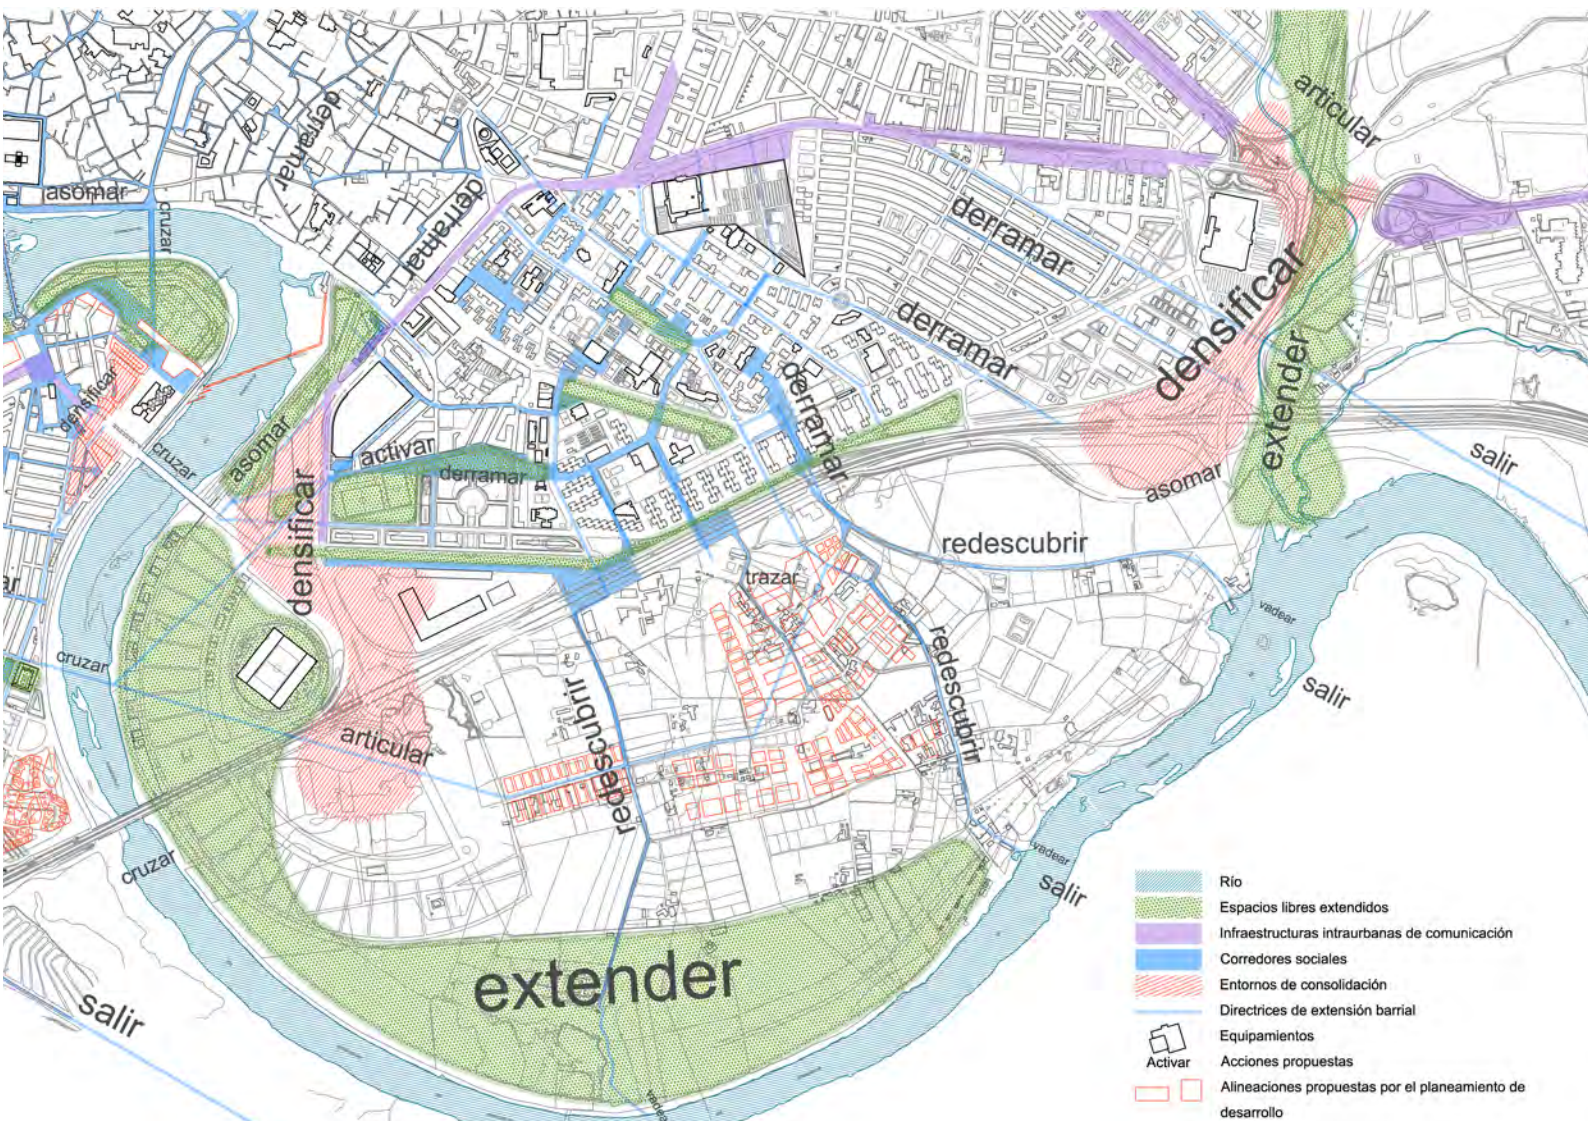 articular
derramar
asomar
cruzar
derramar
derramar
derramar
densificar
derramar
extender
densificar
asomar
activar
derramar
cruzar
salir
asomar
densificar
redescubrir
trazar
vadear
cruzar
redescubrir
salir
redescubrir
articular
cruzar
vadear
salir
extender
salir
Río
Espacios libres extendidos
Infraestructuras intraurbanas de comunicación
Corredores sociales
Entornos de consolidación
Directrices de extensión barrial
Equipamientos
Activar Acciones propuestas
Alineaciones propuestas por el planeamiento de
desarrollo